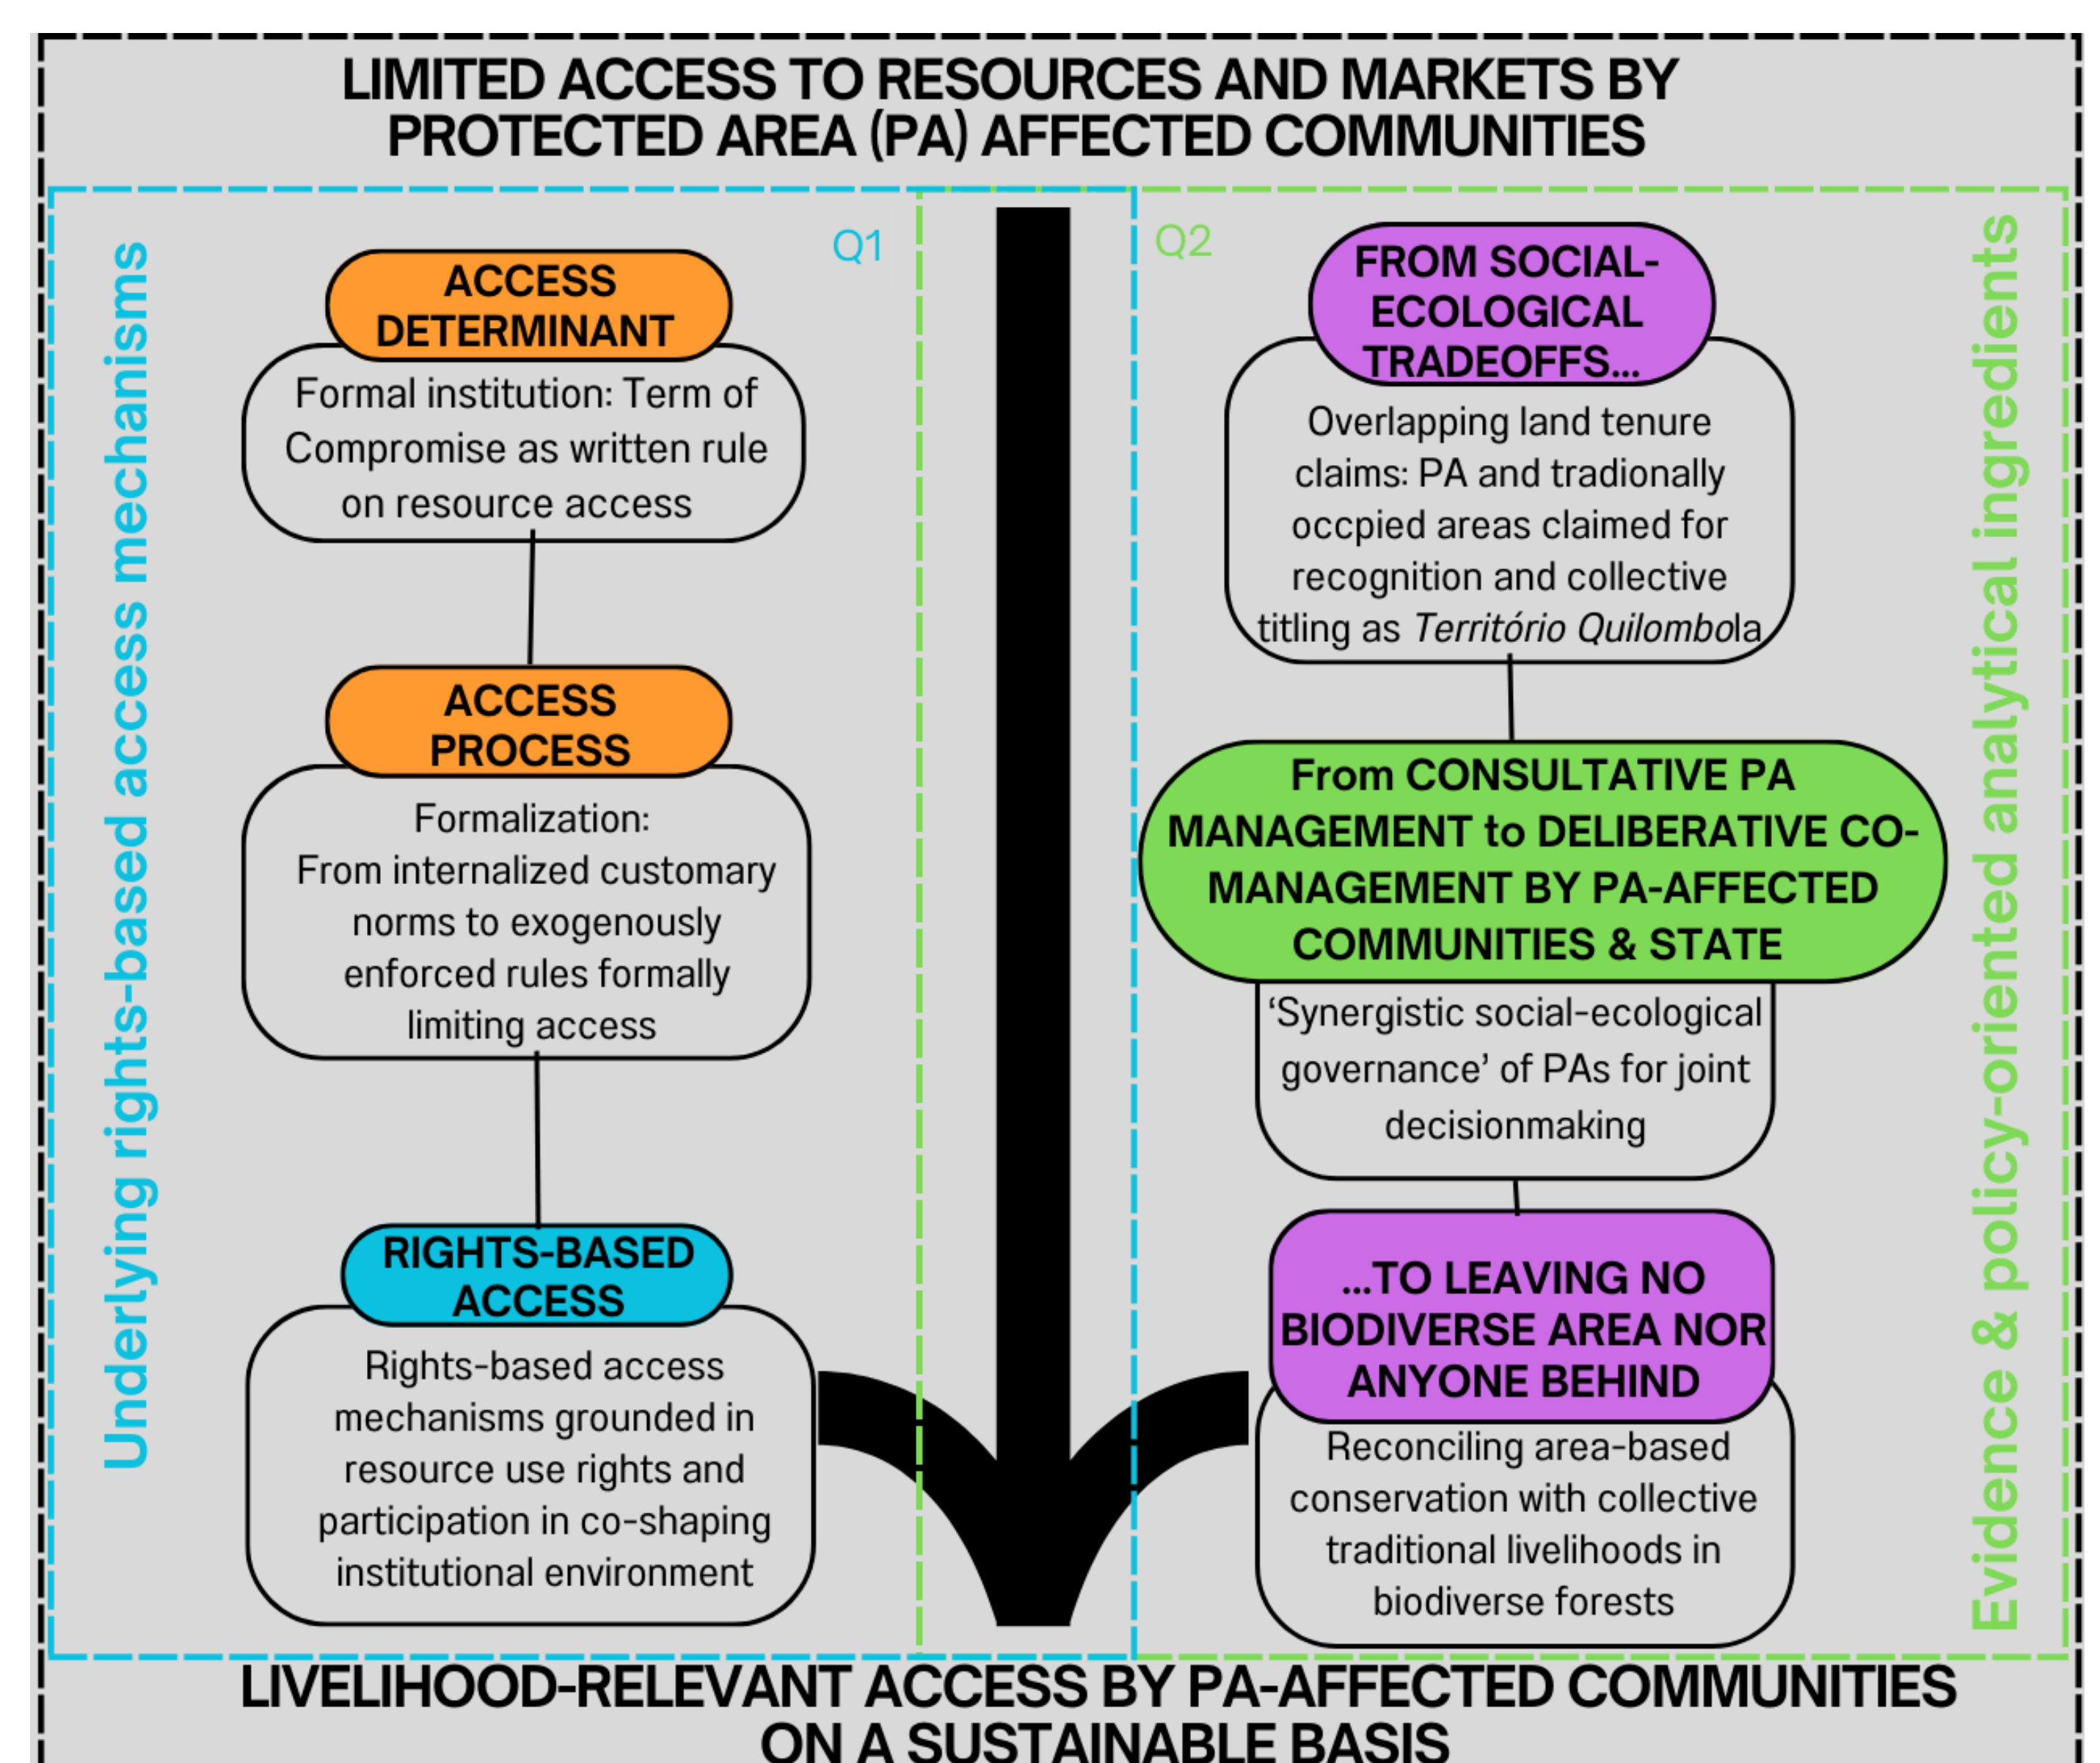 LIMITED ACCESS TO RESOURCES AND MARKETS BY
PROTECTED AREA (PA) AFFECTED COMMUNITIES
Underlying rights-based access mechanisms
Q1
ACCESS
DETERMINANT
Formal institution: Term of
Compromise as written rule
on resource access
ACCESS
PROCESS
Formalization:
From internalized customary
norms to exogenously
enforced rules formally
limiting access
RIGHTS-BASED
ACCESS
Rights-based access
mechanisms grounded in
resource use rights and
participation in co-shaping
institutional environment
Q2
FROM SOCIAL-
ECOLOGICAL
TRADEOFFS...
Overlapping land tenure
claims: PA and tradionally
occpied areas claimed for
recognition and collective
titling as Território Quilombola
From CONSULTATIVE PA
MANAGEMENT to DELIBERATIVE CO-
MANAGEMENT BY PA-AFFECTED
COMMUNITIES & STATE
‘Synergistic social-ecological
governance’ of PAs for joint
decisionmaking
...TO LEAVING NO
BIODIVERSE AREA NOR
ANYONE BEHIND
Reconciling area-based
conservation with collective
traditional livelihoods in
biodiverse forests
Evidence & policy-oriented analytical ingredients
LIVELIHOOD-RELEVANT ACCESS BY PA-AFFECTED COMMUNITIES
ON A SUSTAINABLE BASIS